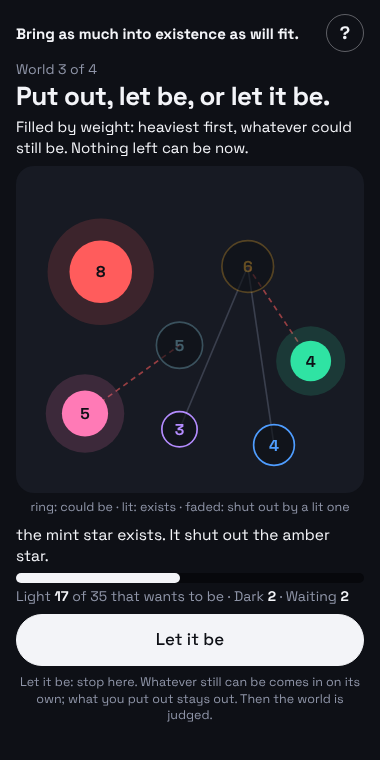 Bring as much into existence as will fit.
?
World 3 of 4
Put out, let be, or let it be.
Filled by weight: heaviest first, whatever could
still be. Nothing left can be now.
8
6
5
4
5
3
4
ring: could be · lit: exists · faded: shut out by a lit one
the mint star exists. It shut out the amber
star.
Light 17 of 35 that wants to be · Dark 2 · Waiting 2
Let it be
Let it be: stop here. Whatever still can be comes in on its
own; what you put out stays out. Then the world is
judged.